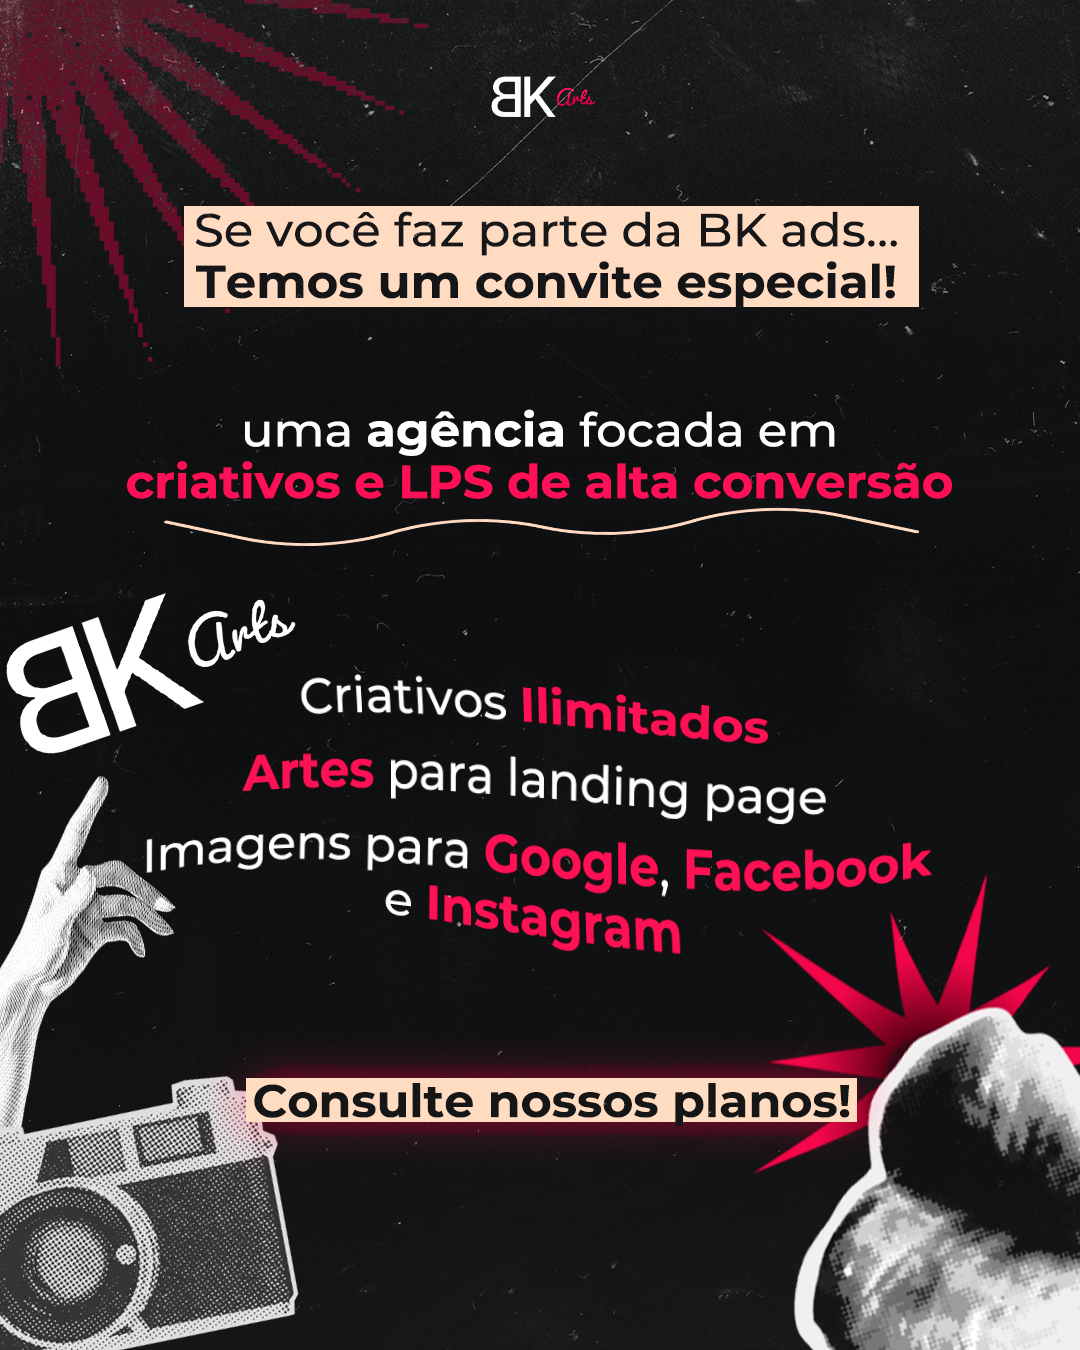 BK Arts
Se você faz parte da BK ads...
Temos um convite especial!
uma agência focada em
criativos e LPS de alta conversão
BK Arts
Criativos Ilimitados
Artes para landing page
Imagens para Google, Facebook
e Instagram
Consulte nossos planos!